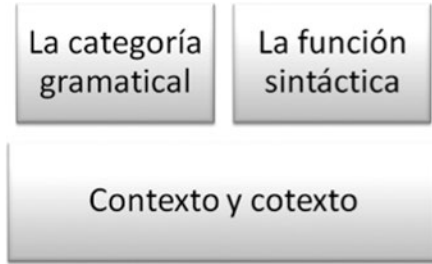 La categoría
gramatical
La función
sintáctica
Contexto y cotexto